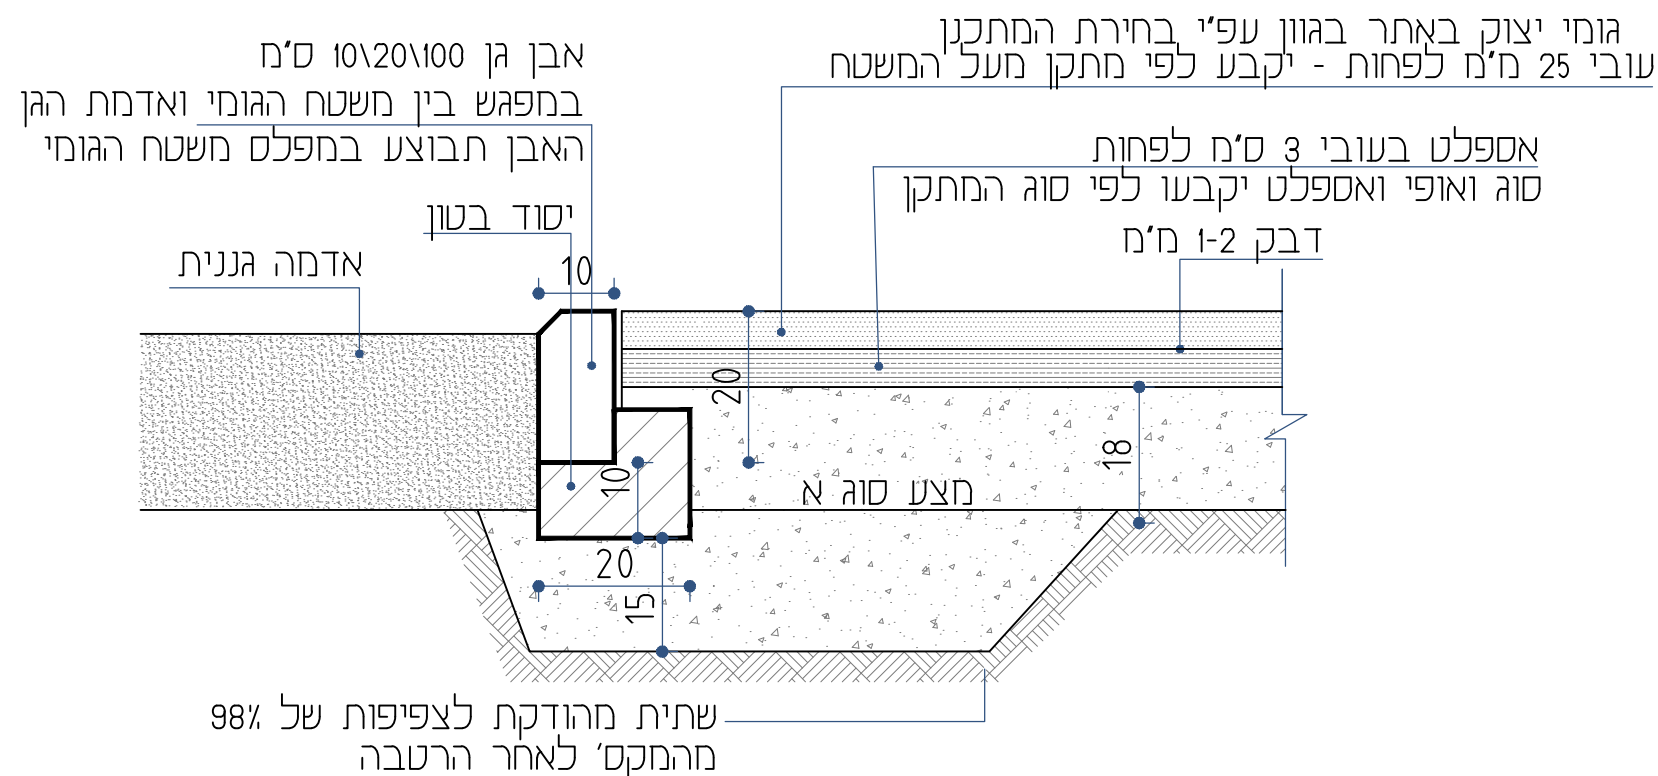 גומי יצוק באתר בגוון עפ"י בחירת המתכנן
עובי 25 מ"מ לפחות - יקבע לפי מתקן מעל המשטח
אבן גן 10\20\100 ס"מ
במפגש בין משטח הגומי ואדמת הגן
האבן תבוצע במפלס משטח הגומי
אספלט בעובי 3 ס"מ לפחות
סוג ואופי ואספלט יקבעו לפי סוג המתקן
יסוד בטון
דבק 1-2 מ"מ
אדמה גננית
10
20
18
10
מצע סוג א
20
15
שתית מהודקת לצפיפות של 98%
מהמקס' לאחר הרטבה